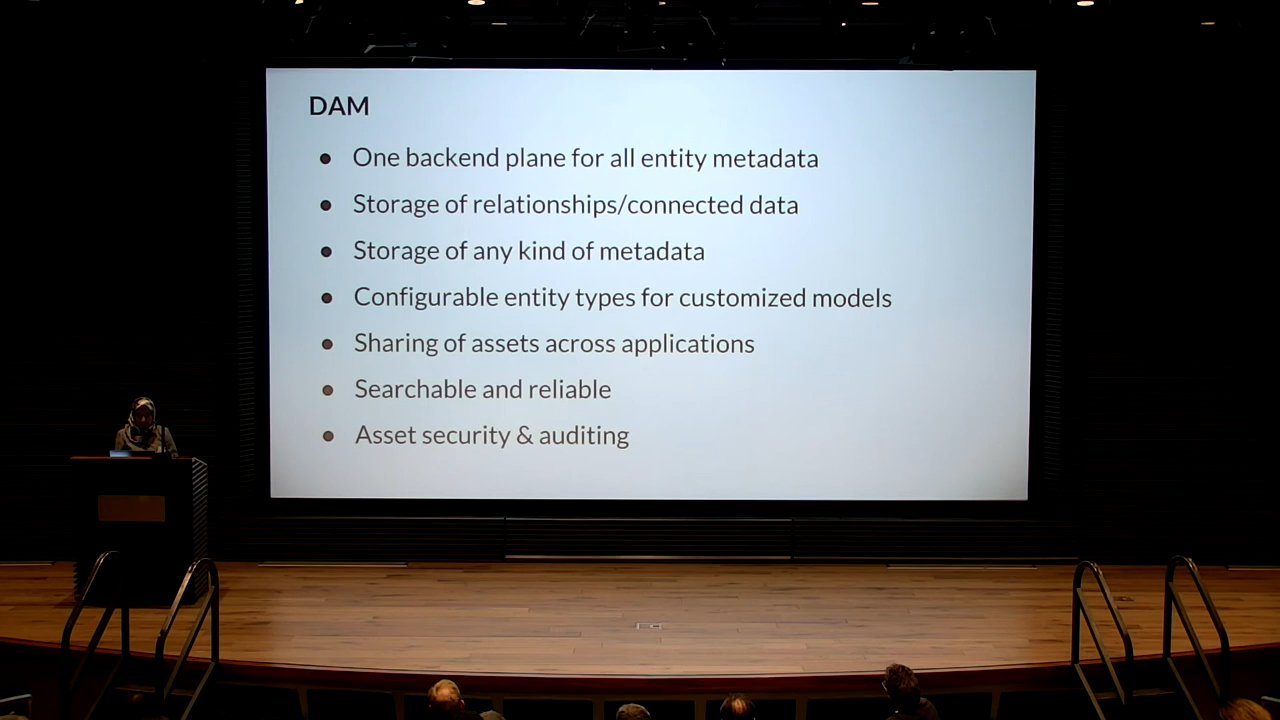 DAM
● One backend plane for all entity metadata
● Storage of relationships/connected data
● Storage of any kind of metadata
● Configurable entity types for customized models
● Sharing of assets across applications
● Searchable and reliable
● Asset security & auditing